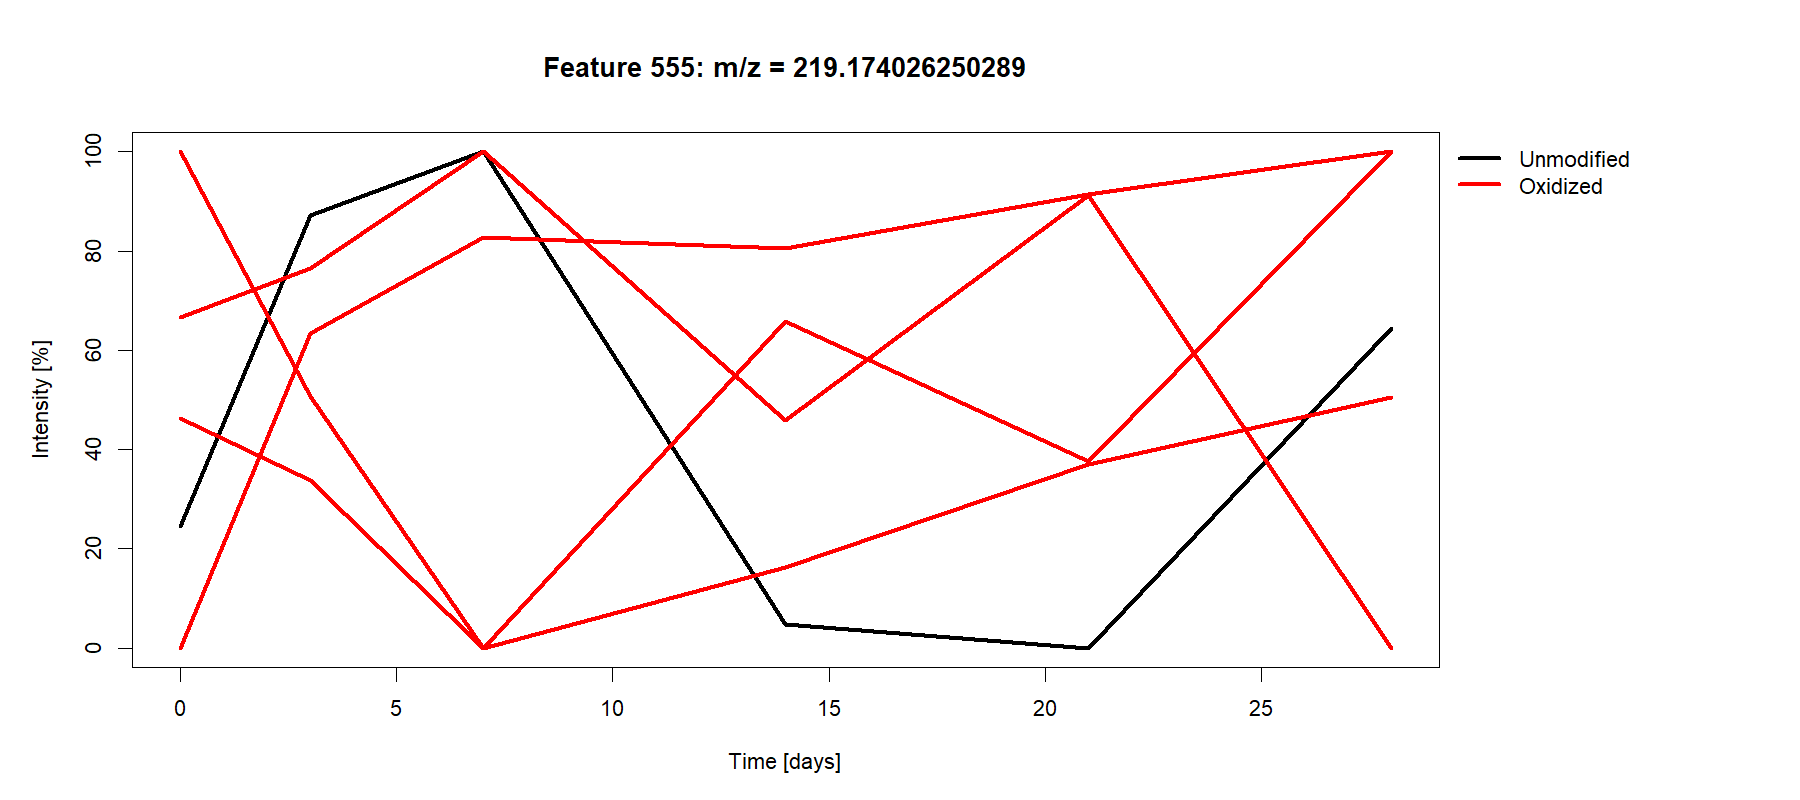 Feature 555: m/z = 219.174026250289
Unmodified
Oxidized
Intensity [%]
100
80
60
40
20
0
0 5 10 15 20 25
Time [days]